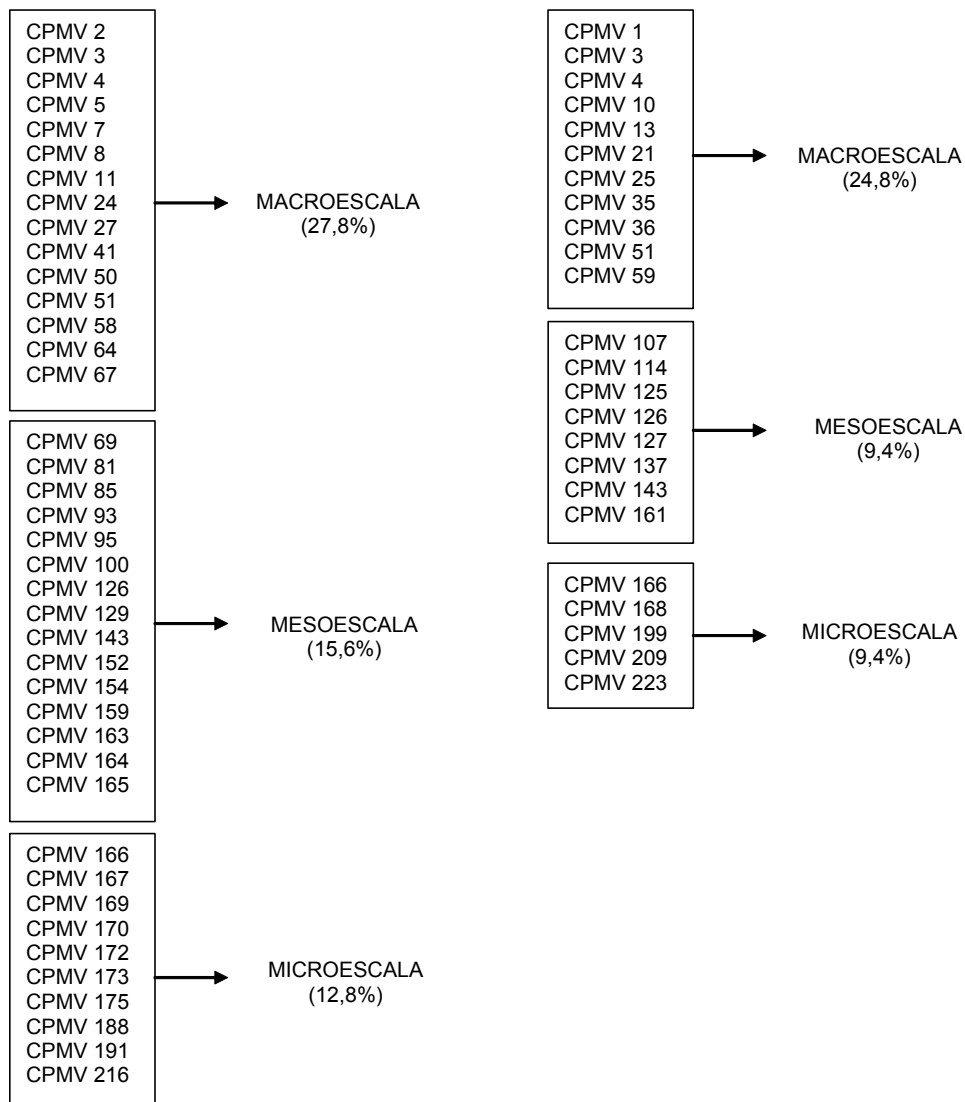 CPMV 2
CPMV 3
CPMV 4
CPMV 5
CPMV 7
CPMV 8
CPMV 11
CPMV 24
CPMV 27
CPMV 41
CPMV 50
CPMV 51
CPMV 58
CPMV 64
CPMV 67
MACROESCALA
(27,8%)
CPMV 69
CPMV 81
CPMV 85
CPMV 93
CPMV 95
CPMV 100
CPMV 126
CPMV 129
CPMV 143
CPMV 152
CPMV 154
CPMV 159
CPMV 163
CPMV 164
CPMV 165
MESOESCALA
(15,6%)
CPMV 166
CPMV 167
CPMV 169
CPMV 170
CPMV 172
CPMV 173
CPMV 175
CPMV 188
CPMV 191
CPMV 216
MICROESCALA
(12,8%)
CPMV 1
CPMV 3
CPMV 4
CPMV 10
CPMV 13
CPMV 21
CPMV 25
CPMV 35
CPMV 36
CPMV 51
CPMV 59
MACROESCALA
(24,8%)
CPMV 107
CPMV 114
CPMV 125
CPMV 126
CPMV 127
CPMV 137
CPMV 143
CPMV 161
MESOESCALA
(9,4%)
CPMV 166
CPMV 168
CPMV 199
CPMV 209
CPMV 223
MICROESCALA
(9,4%)